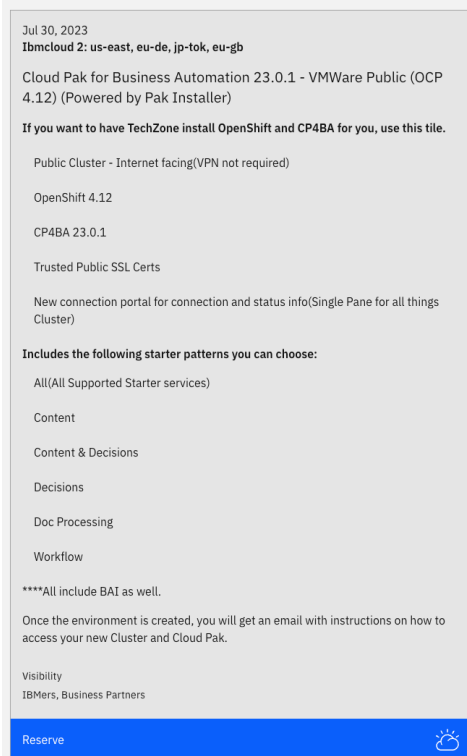 Jul 30, 2023
Ibmcloud 2: us-east, eu-de, jp-tok, eu-gb
Cloud Pak for Business Automation 23.0.1 - VMWare Public (OCP
4.12) (Powered by Pak Installer)
If you want to have TechZone install OpenShift and CP4BA for you, use this tile.
Public Cluster - Internet facing(VPN not required)
OpenShift 4.12
CP4BA 23.0.1
Trusted Public SSL Certs
New connection portal for connection and status info(Single Pane for all things
Cluster)
Includes the following starter patterns you can choose:
All(All Supported Starter services)
Content
Content & Decisions
Decisions
Doc Processing
Workflow
****All include BAI as well.
Once the environment is created, you will get an email with instructions on how to
access your new Cluster and Cloud Pak.
Visibility
IBMers, Business Partners
Reserve